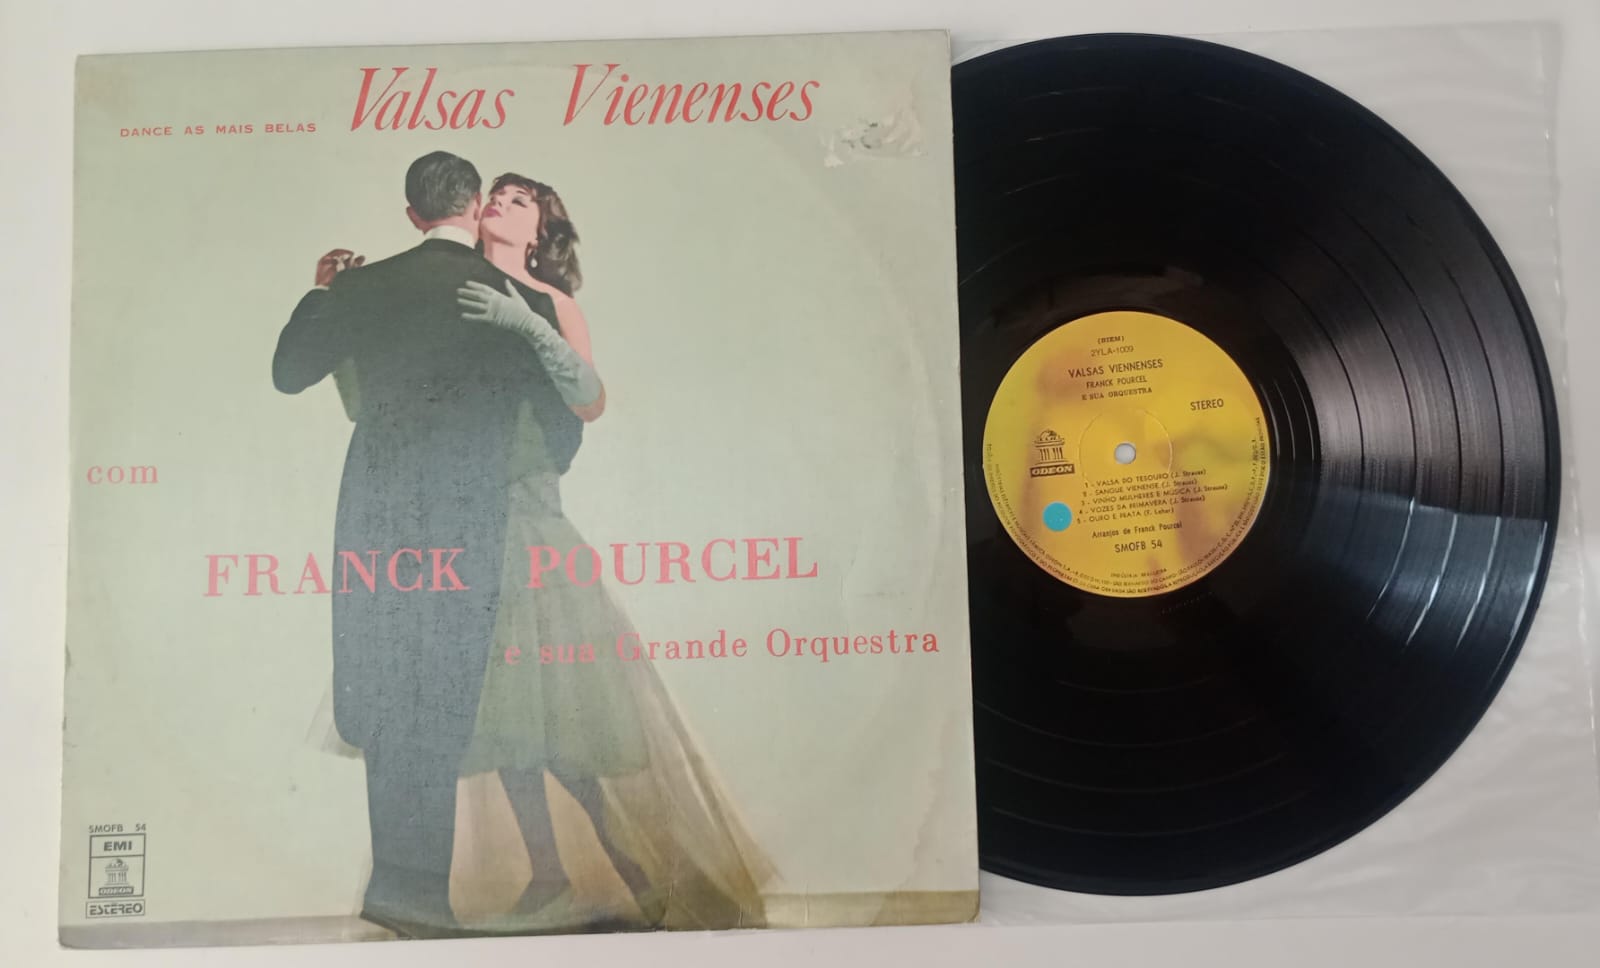 DANCE AS MAIS BELAS Valsas Vienenses
com
FRANCK POURCEL
e sua Grande Orquestra
SMOFB 54
EMI
ODEON
ESTÉREO
(BIEM)
2YLA-1009
VALSAS VIENNENSES
FRANCK POURCEL
E SUA ORQUESTRA
STEREO
ODEON
1 - VALSA DO TESOURO (J. Strauss)
2 - SANGUE VIENENSE (J. Strauss)
3 - VINHO MULHERES E MÚSICA (J. Strauss)
4 - VOZES DA PRIMAVERA (J. Strauss)
5 - OURO E PRATA (F. Lehar)
Arranjos de Franck Pourcel
SMOFB 54
INDÚSTRIA BRASILEIRA